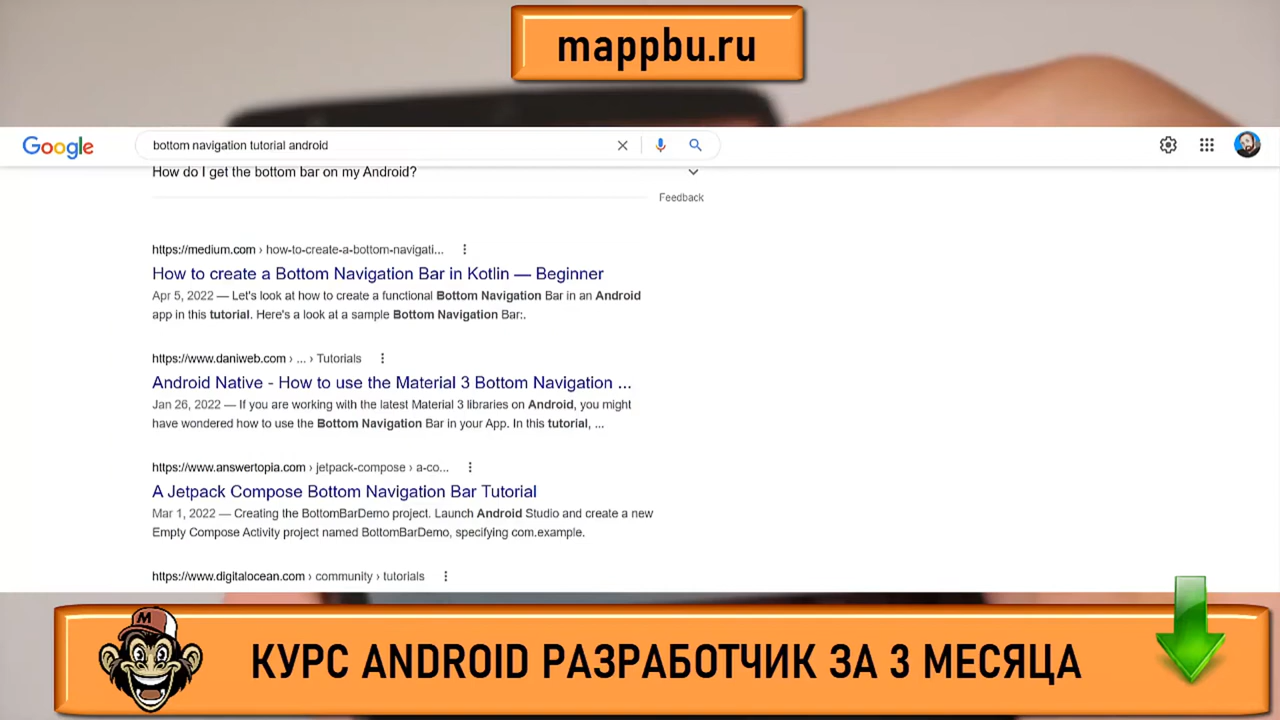 mappbu.ru
Google
bottom navigation tutorial android
How do I get the bottom bar on my Android?
Feedback
https://medium.com › how-to-create-a-bottom-navigati...
How to create a Bottom Navigation Bar in Kotlin — Beginner
Apr 5, 2022 — Let's look at how to create a functional Bottom Navigation Bar in an Android
app in this tutorial. Here's a look at a sample Bottom Navigation Bar:.
https://www.daniweb.com › ... › Tutorials
Android Native - How to use the Material 3 Bottom Navigation ...
Jan 26, 2022 — If you are working with the latest Material 3 libraries on Android, you might
have wondered how to use the Bottom Navigation Bar in your App. In this tutorial, ...
https://www.answertopia.com › jetpack-compose › a-co...
A Jetpack Compose Bottom Navigation Bar Tutorial
Mar 1, 2022 — Creating the BottomBarDemo project. Launch Android Studio and create a new
Empty Compose Activity project named BottomBarDemo, specifying com.example.
https://www.digitalocean.com › community › tutorials
M
КУРС ANDROID РАЗРАБОТЧИК ЗА 3 МЕСЯЦА